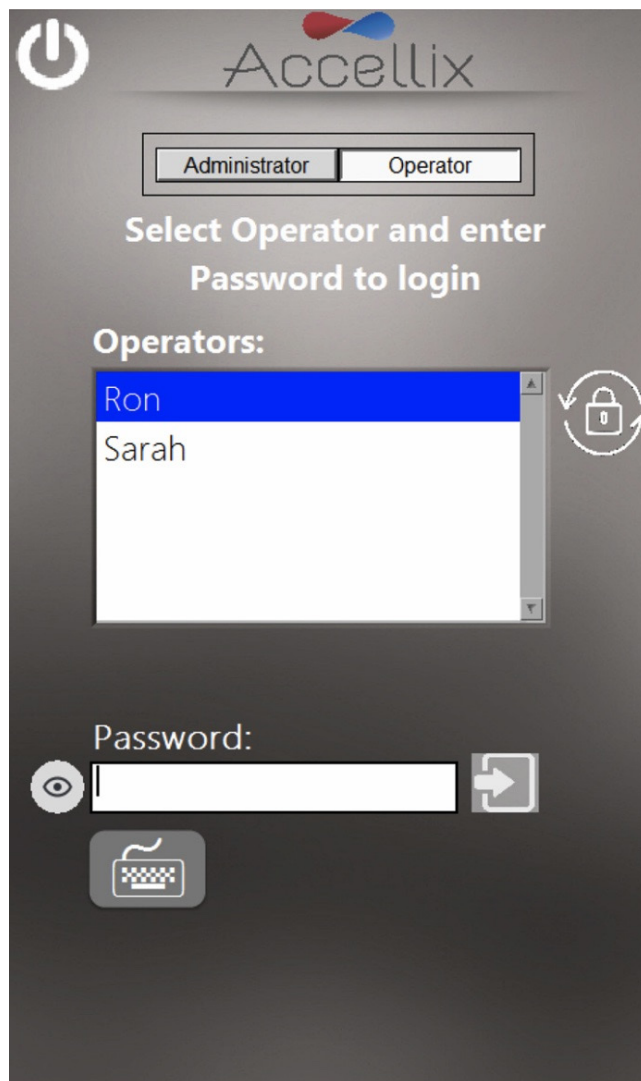 Accellix
Administrator Operator
Select Operator and enter
Password to login
Operators:
Ron
Sarah
Password: